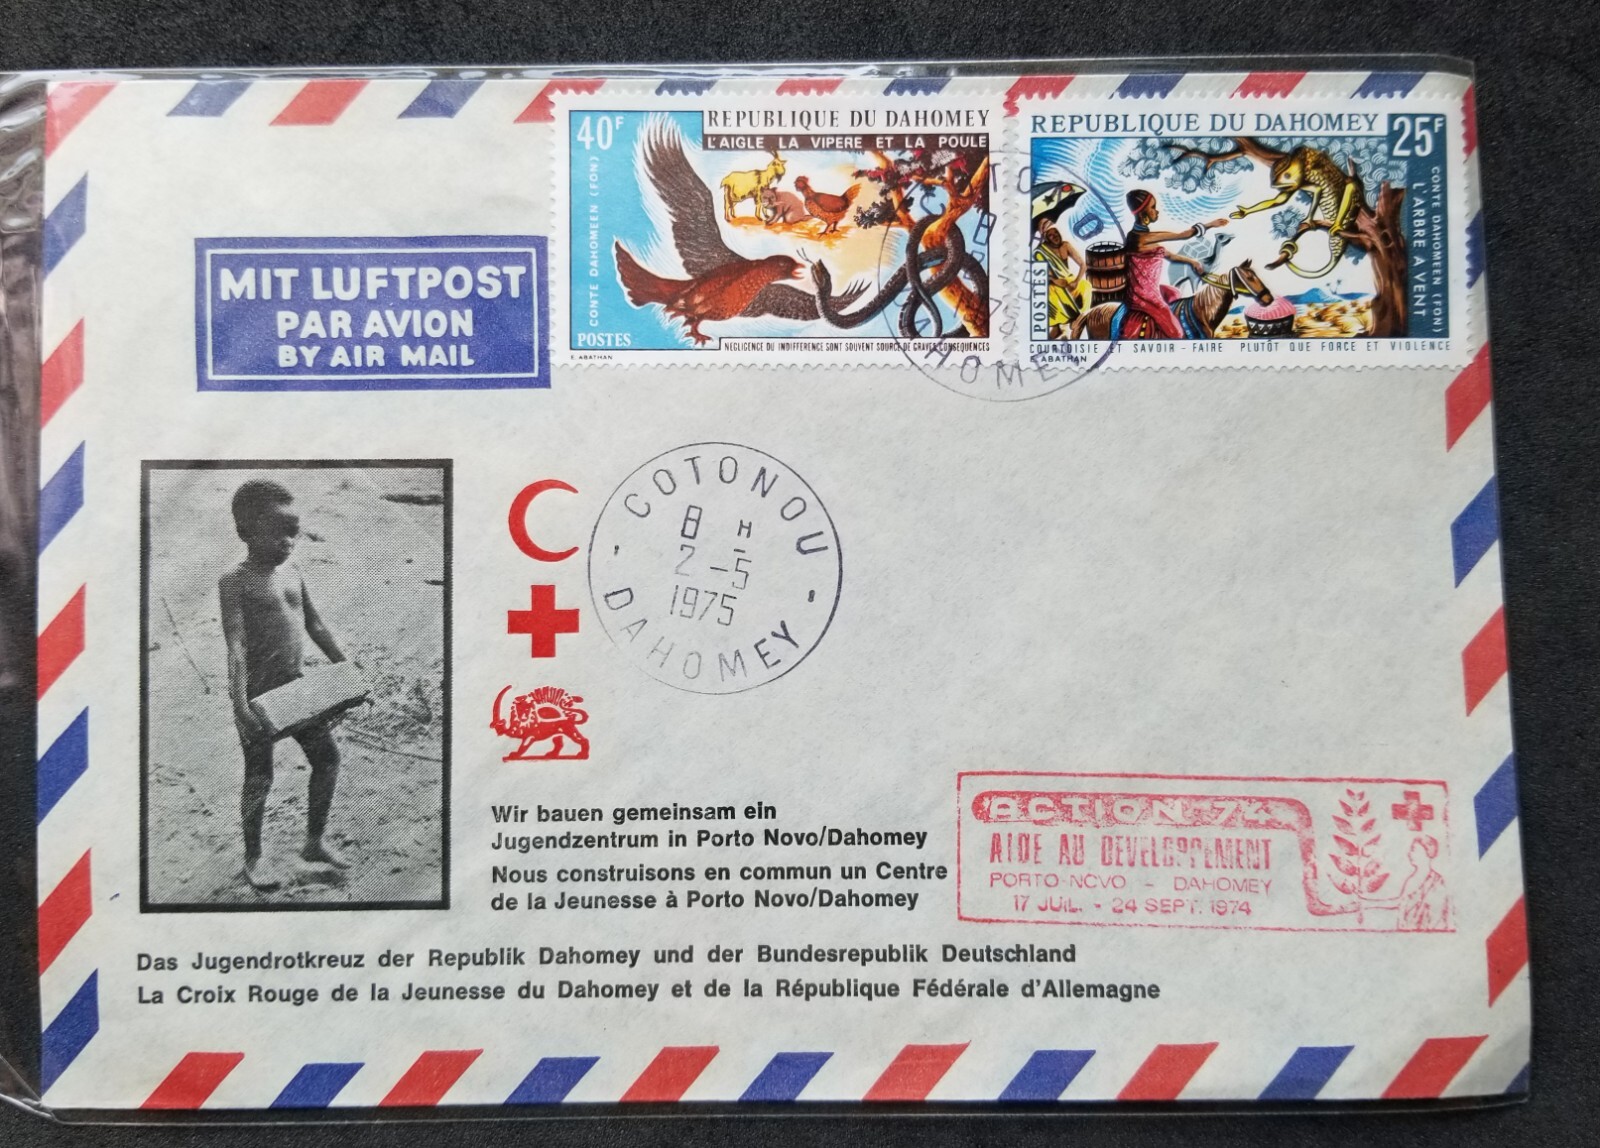 40F
REPUBLIQUE DU DAHOMEY
L'AIGLE LA VIPERE ET LA POULE
CONTE DAHOMEEN (FON)
POSTES
NEGLIGENCE OU INDIFFERENCE SONT SOUVENT SOURCE DE GRAVES CONSEQUENCES
E. ABATHAN
REPUBLIQUE DU DAHOMEY
25F
CONTE DAHOMEEN (FON)
L'ARBRE A VENT
POSTES
COURTOISIE ET SAVOIR-FAIRE PLUTÔT QUE FORCE ET VIOLENCE
ABATHAN
MIT LUFTPOST
PAR AVION
BY AIR MAIL
COTONOU
8 H
2 -5
1975
DAHOMEY
Wir bauen gemeinsam ein
Jugendzentrum in Porto Novo/Dahomey
Nous construisons en commun un Centre
de la Jeunesse à Porto Novo/Dahomey
ACTION 74
AIDE AU DEVELOPPEMENT
PORTO-NOVO - DAHOMEY
17 JUIL. - 24 SEPT. 1974
Das Jugendrotkreuz der Republik Dahomey und der Bundesrepublik Deutschland
La Croix Rouge de la Jeunesse du Dahomey et de la République Fédérale d'Allemagne